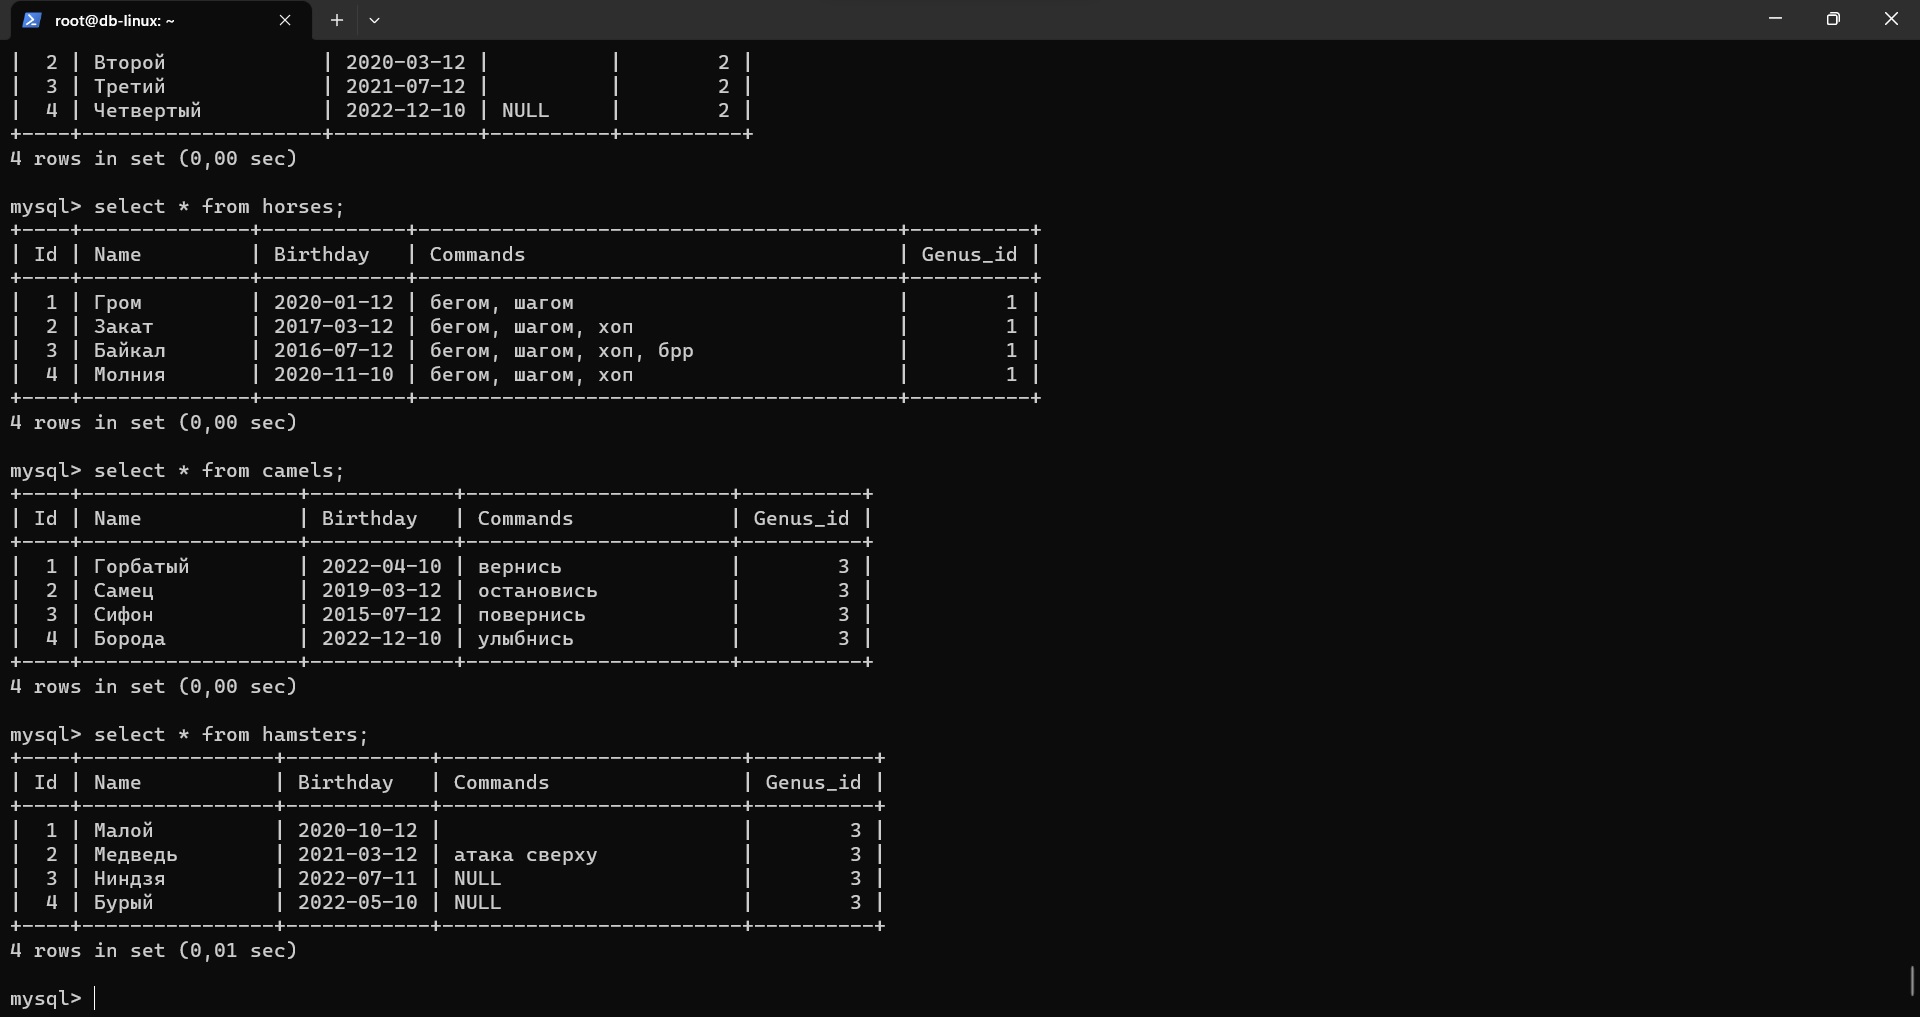 root@db-linux: ~
|  2 | Второй             | 2020-03-12 |          |        2 |
|  3 | Третий             | 2021-07-12 |          |        2 |
|  4 | Четвертый          | 2022-12-10 | NULL     |        2 |
+----+--------------------+------------+----------+----------+
4 rows in set (0,00 sec)
mysql> select * from horses;
+----+--------------+------------+----------------------------------------+----------+
| Id | Name         | Birthday   | Commands                               | Genus_id |
+----+--------------+------------+----------------------------------------+----------+
|  1 | Гром         | 2020-01-12 | бегом, шагом                           |        1 |
|  2 | Закат        | 2017-03-12 | бегом, шагом, хоп                      |        1 |
|  3 | Байкал       | 2016-07-12 | бегом, шагом, хоп, брр                 |        1 |
|  4 | Молния       | 2020-11-10 | бегом, шагом, хоп                      |        1 |
+----+--------------+------------+----------------------------------------+----------+
4 rows in set (0,00 sec)
mysql> select * from camels;
+----+------------------+------------+----------------------+----------+
| Id | Name             | Birthday   | Commands             | Genus_id |
+----+------------------+------------+----------------------+----------+
|  1 | Горбатый         | 2022-04-10 | вернись              |        3 |
|  2 | Самец            | 2019-03-12 | остановись           |        3 |
|  3 | Сифон            | 2015-07-12 | повернись            |        3 |
|  4 | Борода           | 2022-12-10 | улыбнись             |        3 |
+----+------------------+------------+----------------------+----------+
4 rows in set (0,00 sec)
mysql> select * from hamsters;
+----+----------------+------------+-------------------------+----------+
| Id | Name           | Birthday   | Commands                | Genus_id |
+----+----------------+------------+-------------------------+----------+
|  1 | Малой          | 2020-10-12 |                         |        3 |
|  2 | Медведь        | 2021-03-12 | атака сверху            |        3 |
|  3 | Ниндзя         | 2022-07-11 | NULL                    |        3 |
|  4 | Бурый          | 2022-05-10 | NULL                    |        3 |
+----+----------------+------------+-------------------------+----------+
4 rows in set (0,01 sec)
mysql>